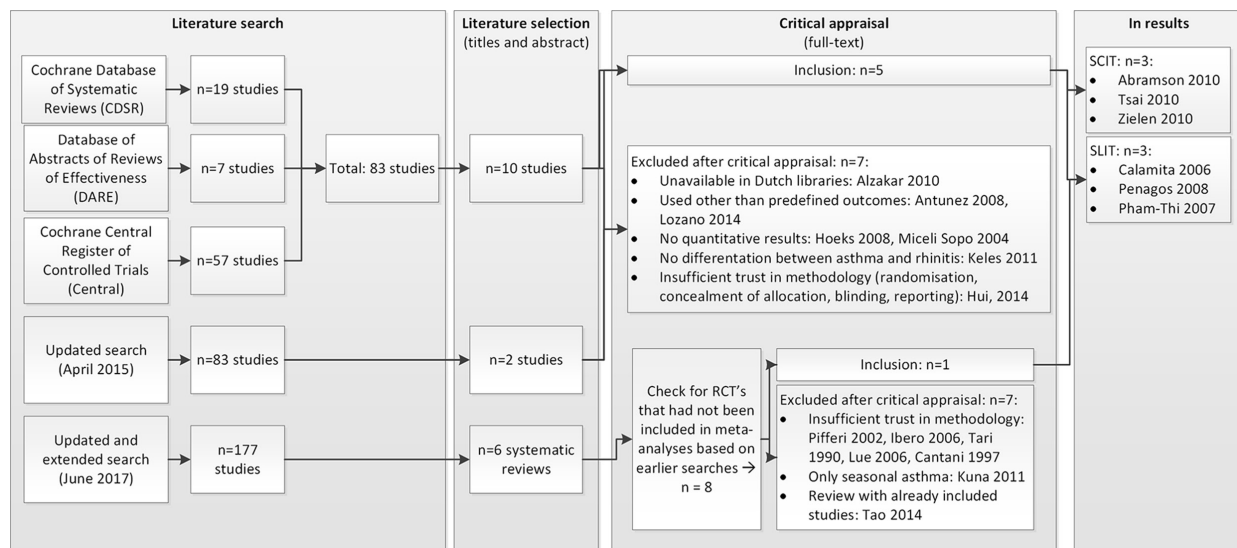 Literature search
Cochrane Database
of Systematic
Reviews (CDSR)
n=19 studies
Database of
Abstracts of Reviews
of Effectiveness
(DARE)
n=7 studies
Total: 83 studies
Cochrane Central
Register of
Controlled Trials
(Central)
n=57 studies
Updated search
(April 2015)
n=83 studies
Updated and
extended search
(June 2017)
n=177
studies
Literature selection
(titles and abstract)
n=10 studies
n=2 studies
n=6 systematic
reviews
Critical appraisal
(full-text)
Inclusion: n=5
Excluded after critical appraisal: n=7:
• Unavailable in Dutch libraries: Alzakar 2010
• Used other than predefined outcomes: Antunez 2008,
Lozano 2014
• No quantitative results: Hoeks 2008, Miceli Sopo 2004
• No differentation between asthma and rhinitis: Keles 2011
• Insufficient trust in methodology (randomisation,
concealment of allocation, blinding, reporting): Hui, 2014
Check for RCT's
that had not been
included in meta-
analyses based on
earlier searches →
n = 8
Inclusion: n=1
Excluded after critical appraisal: n=7:
• Insufficient trust in methodology:
Pifferi 2002, Ibero 2006, Tari
1990, Lue 2006, Cantani 1997
• Only seasonal asthma: Kuna 2011
• Review with already included
studies: Tao 2014
In results
SCIT: n=3:
• Abramson 2010
• Tsai 2010
• Zielen 2010
SLIT: n=3:
• Calamita 2006
• Penagos 2008
• Pham-Thi 2007